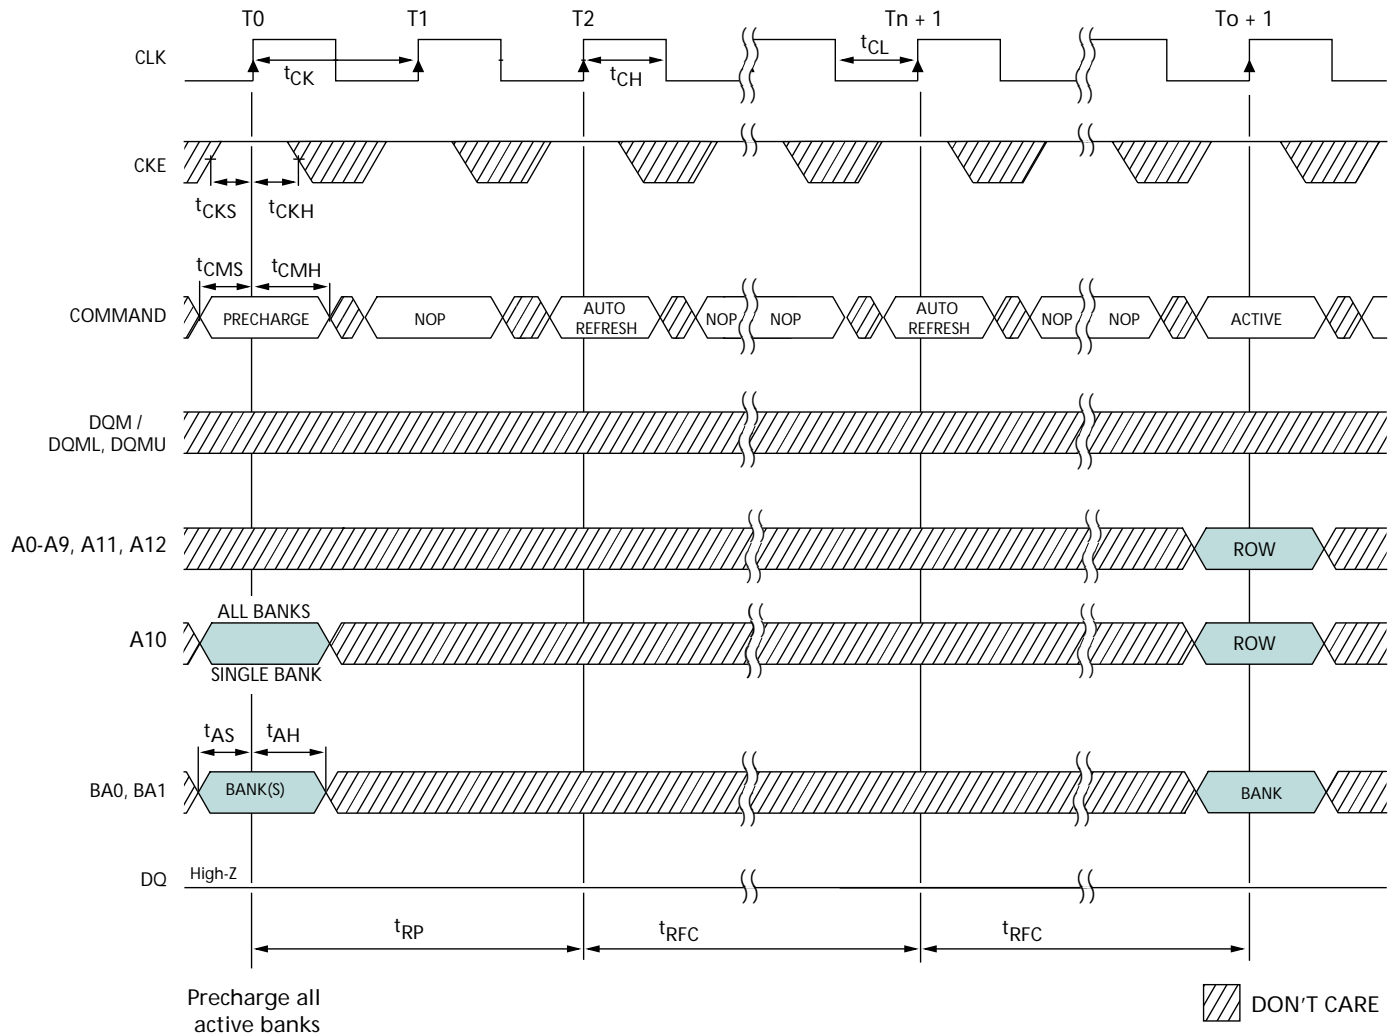 T0 T1 T2 Tn + 1 To + 1
CLK
tCK tCH tCL
CKE
tCKS tCKH
tCMS tCMH
COMMAND PRECHARGE NOP AUTO REFRESH NOP NOP AUTO REFRESH NOP NOP ACTIVE
DQM /
DQML, DQMU
A0-A9, A11, A12 ROW
ALL BANKS
A10 ROW
SINGLE BANK
tAS tAH
BA0, BA1 BANK(S) BANK
DQ High-Z
tRP tRFC tRFC
Precharge all
active banks
DON'T CARE